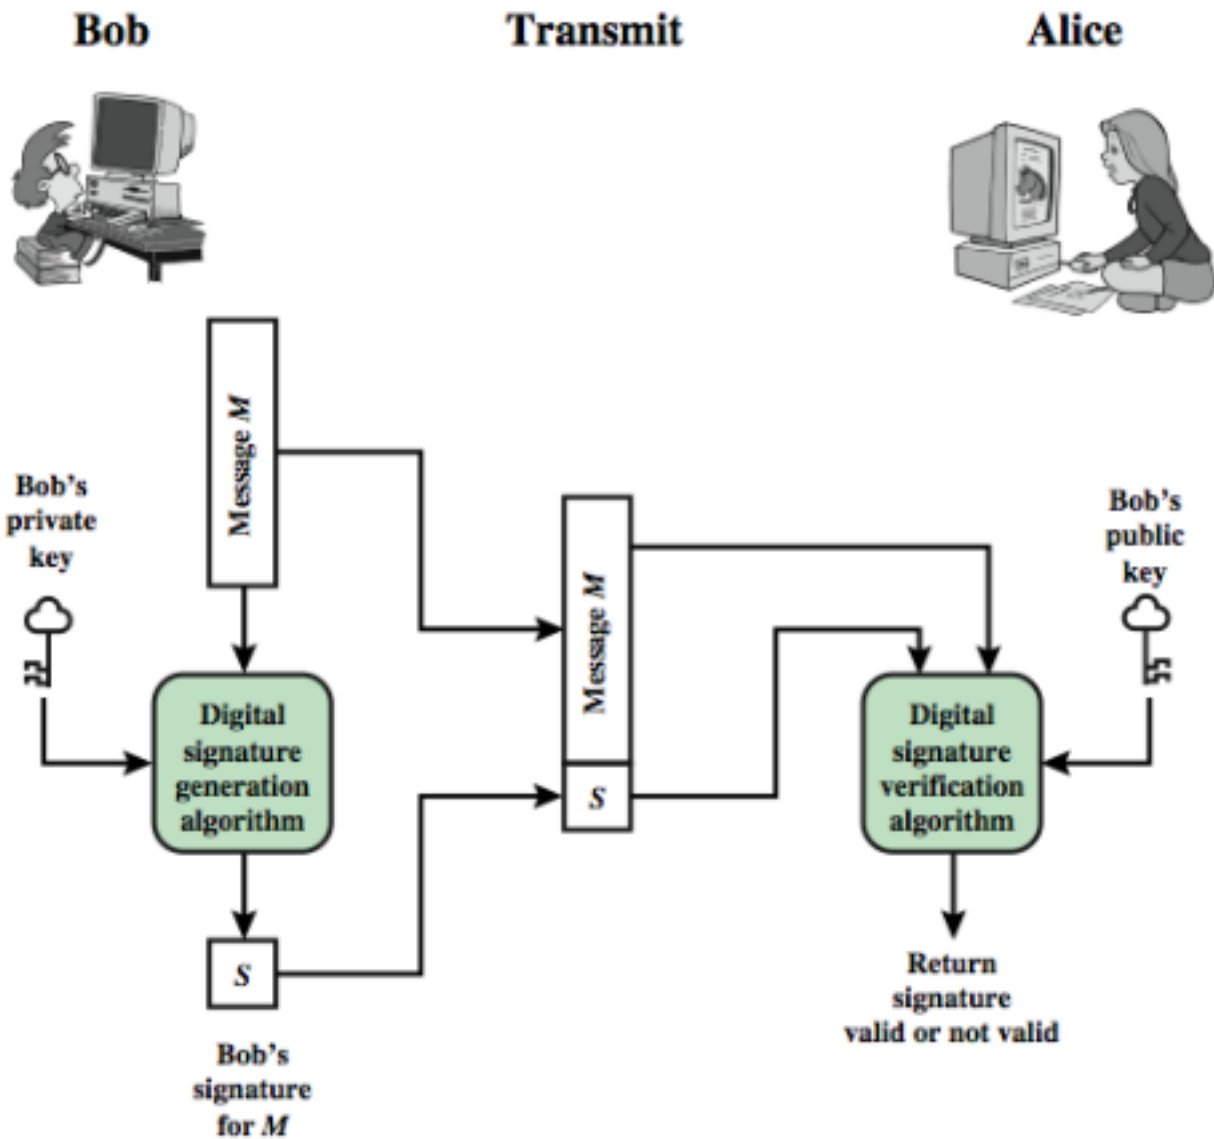 Bob
Transmit
Alice
Message M
Bob's
private
key
Message M
Bob's
public
key
Digital
signature
generation
algorithm
S
Digital
signature
verification
algorithm
S
Bob's
signature
for M
Return
signature
valid or not valid